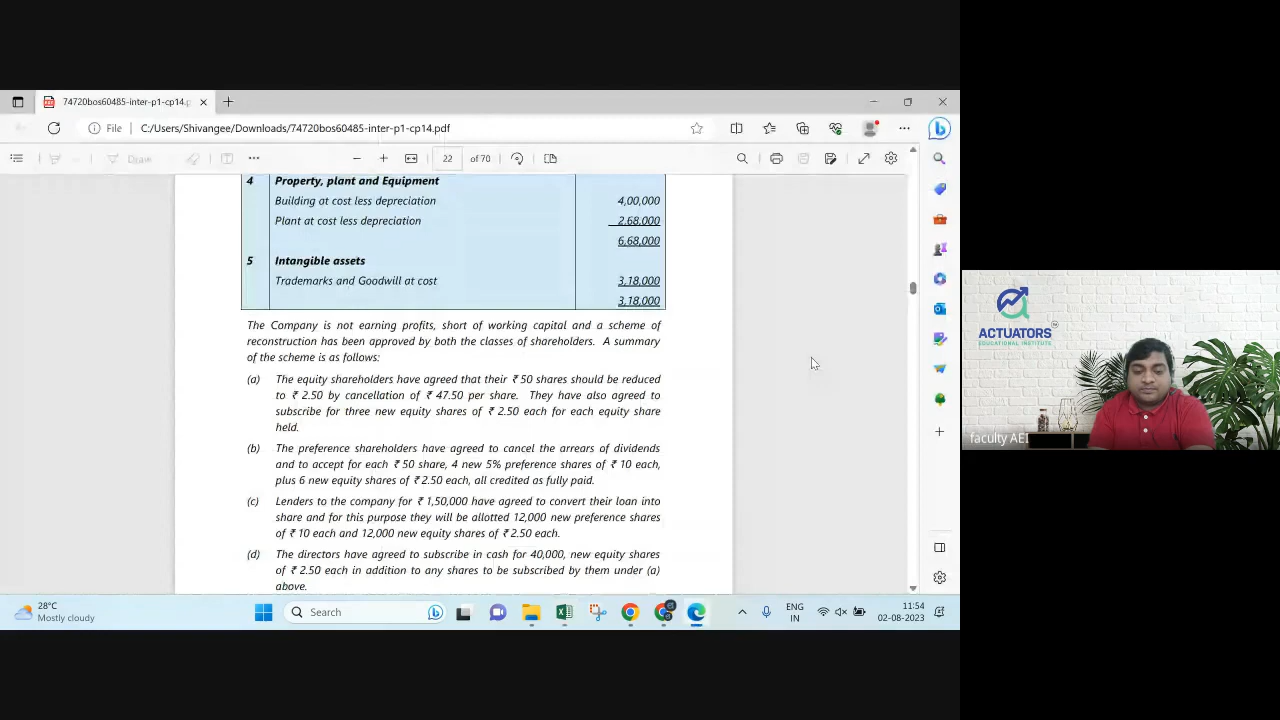 74720bos60485-inter-p1-cp14.p
File C:/Users/Shivangee/Downloads/74720bos60485-inter-p1-cp14.pdf
Draw 22 of 70
4 Property, plant and Equipment
Building at cost less depreciation 4,00,000
Plant at cost less depreciation 2,68,000
6,68,000
5 Intangible assets
Trademarks and Goodwill at cost 3,18,000
3,18,000
The Company is not earning profits, short of working capital and a scheme of
reconstruction has been approved by both the classes of shareholders. A summary
of the scheme is as follows:
(a) The equity shareholders have agreed that their ₹ 50 shares should be reduced
to ₹ 2.50 by cancellation of ₹ 47.50 per share. They have also agreed to
subscribe for three new equity shares of ₹ 2.50 each for each equity share
held.
(b) The preference shareholders have agreed to cancel the arrears of dividends
and to accept for each ₹ 50 share, 4 new 5% preference shares of ₹ 10 each,
plus 6 new equity shares of ₹ 2.50 each, all credited as fully paid.
(c) Lenders to the company for ₹ 1,50,000 have agreed to convert their loan into
share and for this purpose they will be allotted 12,000 new preference shares
of ₹ 10 each and 12,000 new equity shares of ₹ 2.50 each.
(d) The directors have agreed to subscribe in cash for 40,000, new equity shares
of ₹ 2.50 each in addition to any shares to be subscribed by them under (a)
above.
ACTUATORS
EDUCATIONAL INSTITUTE
faculty AEI
28°C
Mostly cloudy
Search
ENG
IN
11:54
02-08-2023